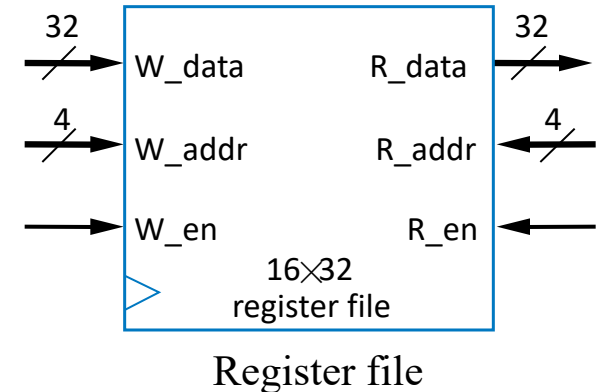 32 32
W_data R_data
4 4
W_addr R_addr
W_en R_en
16×32
register file
Register file